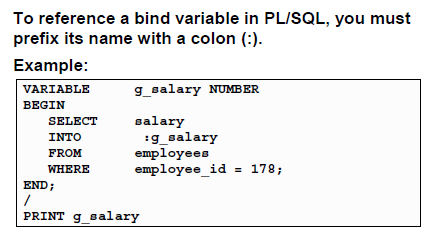 To reference a bind variable in PL/SQL, you must
prefix its name with a colon (:).
Example:
VARIABLE g_salary NUMBER
BEGIN
SELECT salary
INTO :g_salary
FROM employees
WHERE employee_id = 178;
END;
/
PRINT g_salary